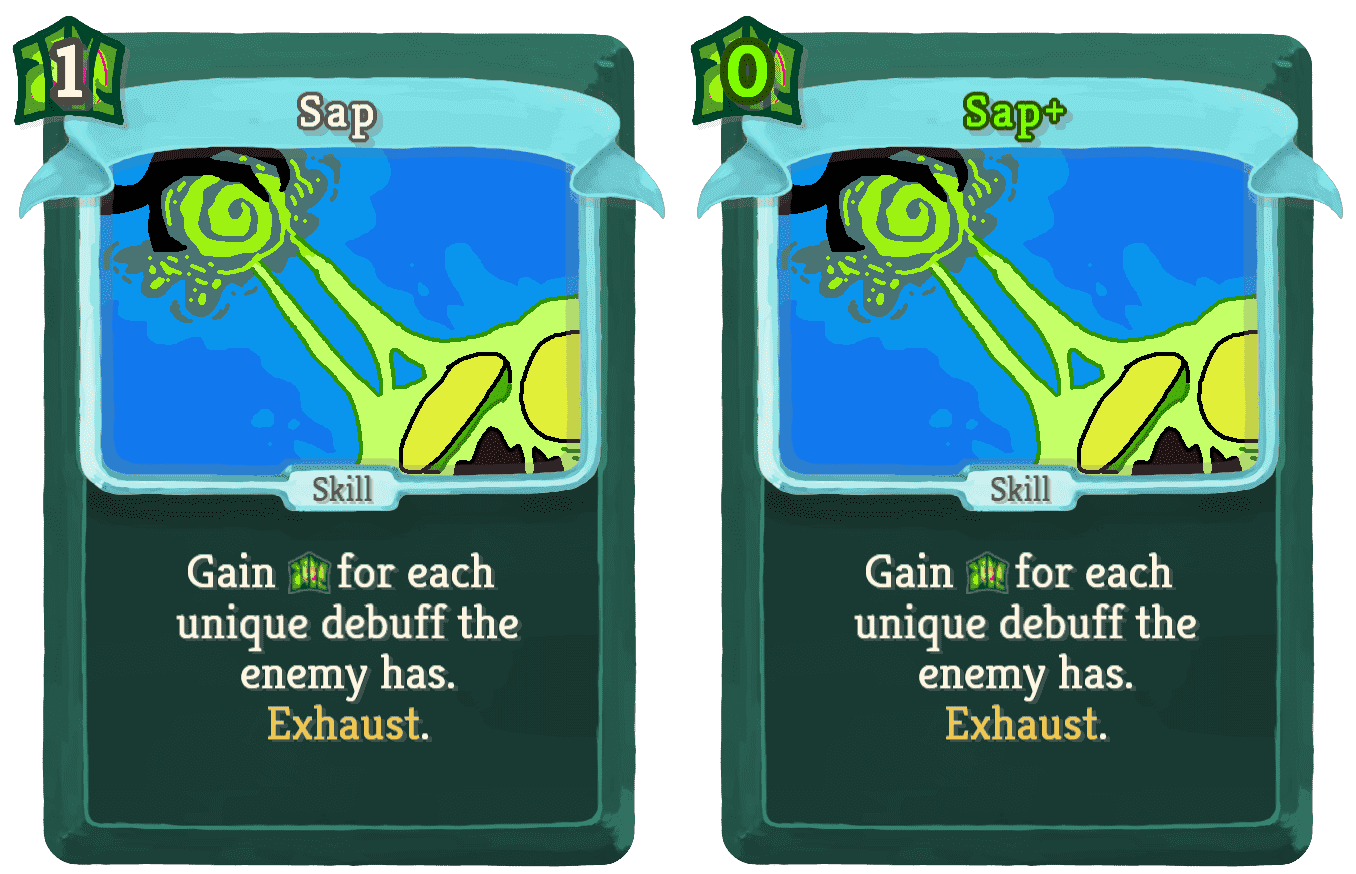 1
Sap
Skill
Gain for each
unique debuff the
enemy has.
Exhaust.
0
Sap+
Skill
Gain for each
unique debuff the
enemy has.
Exhaust.